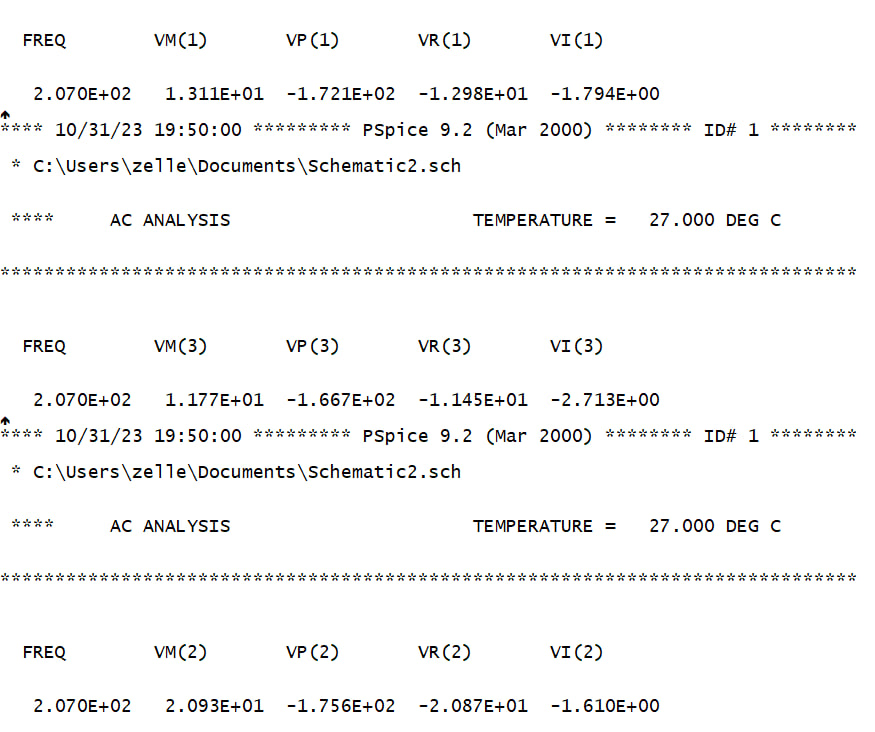 FREQ        VM(1)       VP(1)       VR(1)       VI(1)
2.070E+02   1.311E+01  -1.721E+02  -1.298E+01  -1.794E+00
**** 10/31/23 19:50:00 ********* PSpice 9.2 (Mar 2000) ******** ID# 1 ********
* C:\Users\zelle\Documents\Schematic2.sch
****     AC ANALYSIS                      TEMPERATURE =   27.000 DEG C
******************************************************************************
FREQ        VM(3)       VP(3)       VR(3)       VI(3)
2.070E+02   1.177E+01  -1.667E+02  -1.145E+01  -2.713E+00
**** 10/31/23 19:50:00 ********* PSpice 9.2 (Mar 2000) ******** ID# 1 ********
* C:\Users\zelle\Documents\Schematic2.sch
****     AC ANALYSIS                      TEMPERATURE =   27.000 DEG C
******************************************************************************
FREQ        VM(2)       VP(2)       VR(2)       VI(2)
2.070E+02   2.093E+01  -1.756E+02  -2.087E+01  -1.610E+00